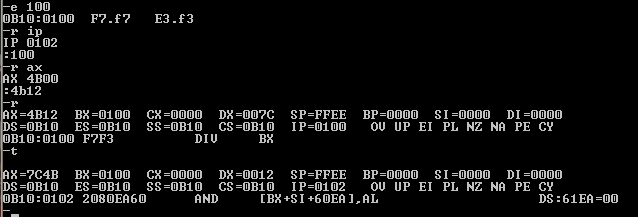 -e 100
0B10:0100  F7.f7   E3.f3
-r ip
IP 0102
:100
-r ax
AX 4B00
:4b12
-r
AX=4B12  BX=0100  CX=0000  DX=007C  SP=FFEE  BP=0000  SI=0000  DI=0000
DS=0B10  ES=0B10  SS=0B10  CS=0B10  IP=0100   OV UP EI PL NZ NA PE CY
0B10:0100 F7F3          DIV     BX
-t
AX=7C4B  BX=0100  CX=0000  DX=0012  SP=FFEE  BP=0000  SI=0000  DI=0000
DS=0B10  ES=0B10  SS=0B10  CS=0B10  IP=0102   OV UP EI PL NZ NA PE CY
0B10:0102 2080EA60      AND     [BX+SI+60EA],AL                    DS:61EA=00
-